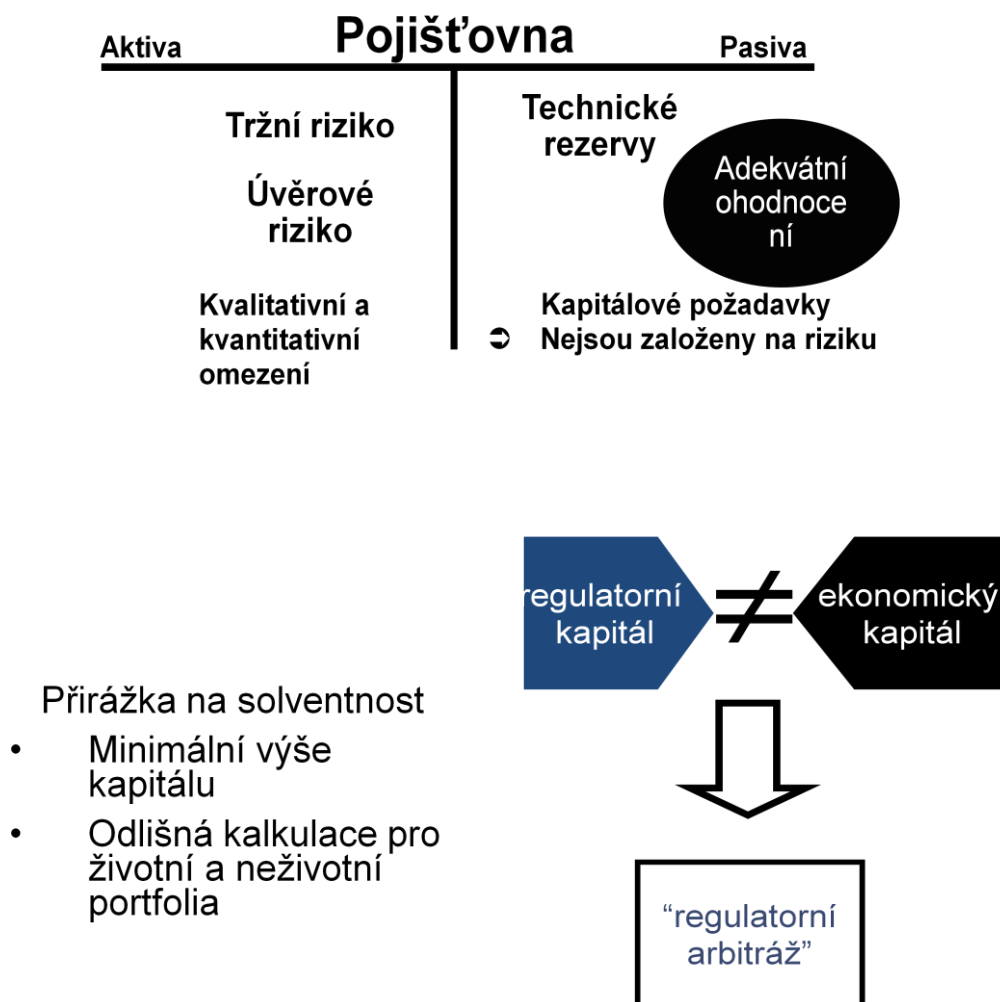 Aktiva
Pojišťovna
Pasiva
Tržní riziko
Úvěrové
riziko
Kvalitativní a
kvantitativní
omezení
Technické
rezervy
Adekvátní
ohodnoce
ní
Kapitálové požadavky
➲ Nejsou založeny na riziku
regulatorní
kapitál
≠
ekonomický
kapitál
Přirážka na solventnost
• Minimální výše
kapitálu
• Odlišná kalkulace pro
životní a neživotní
portfolia
“regulatorní
arbitráž”